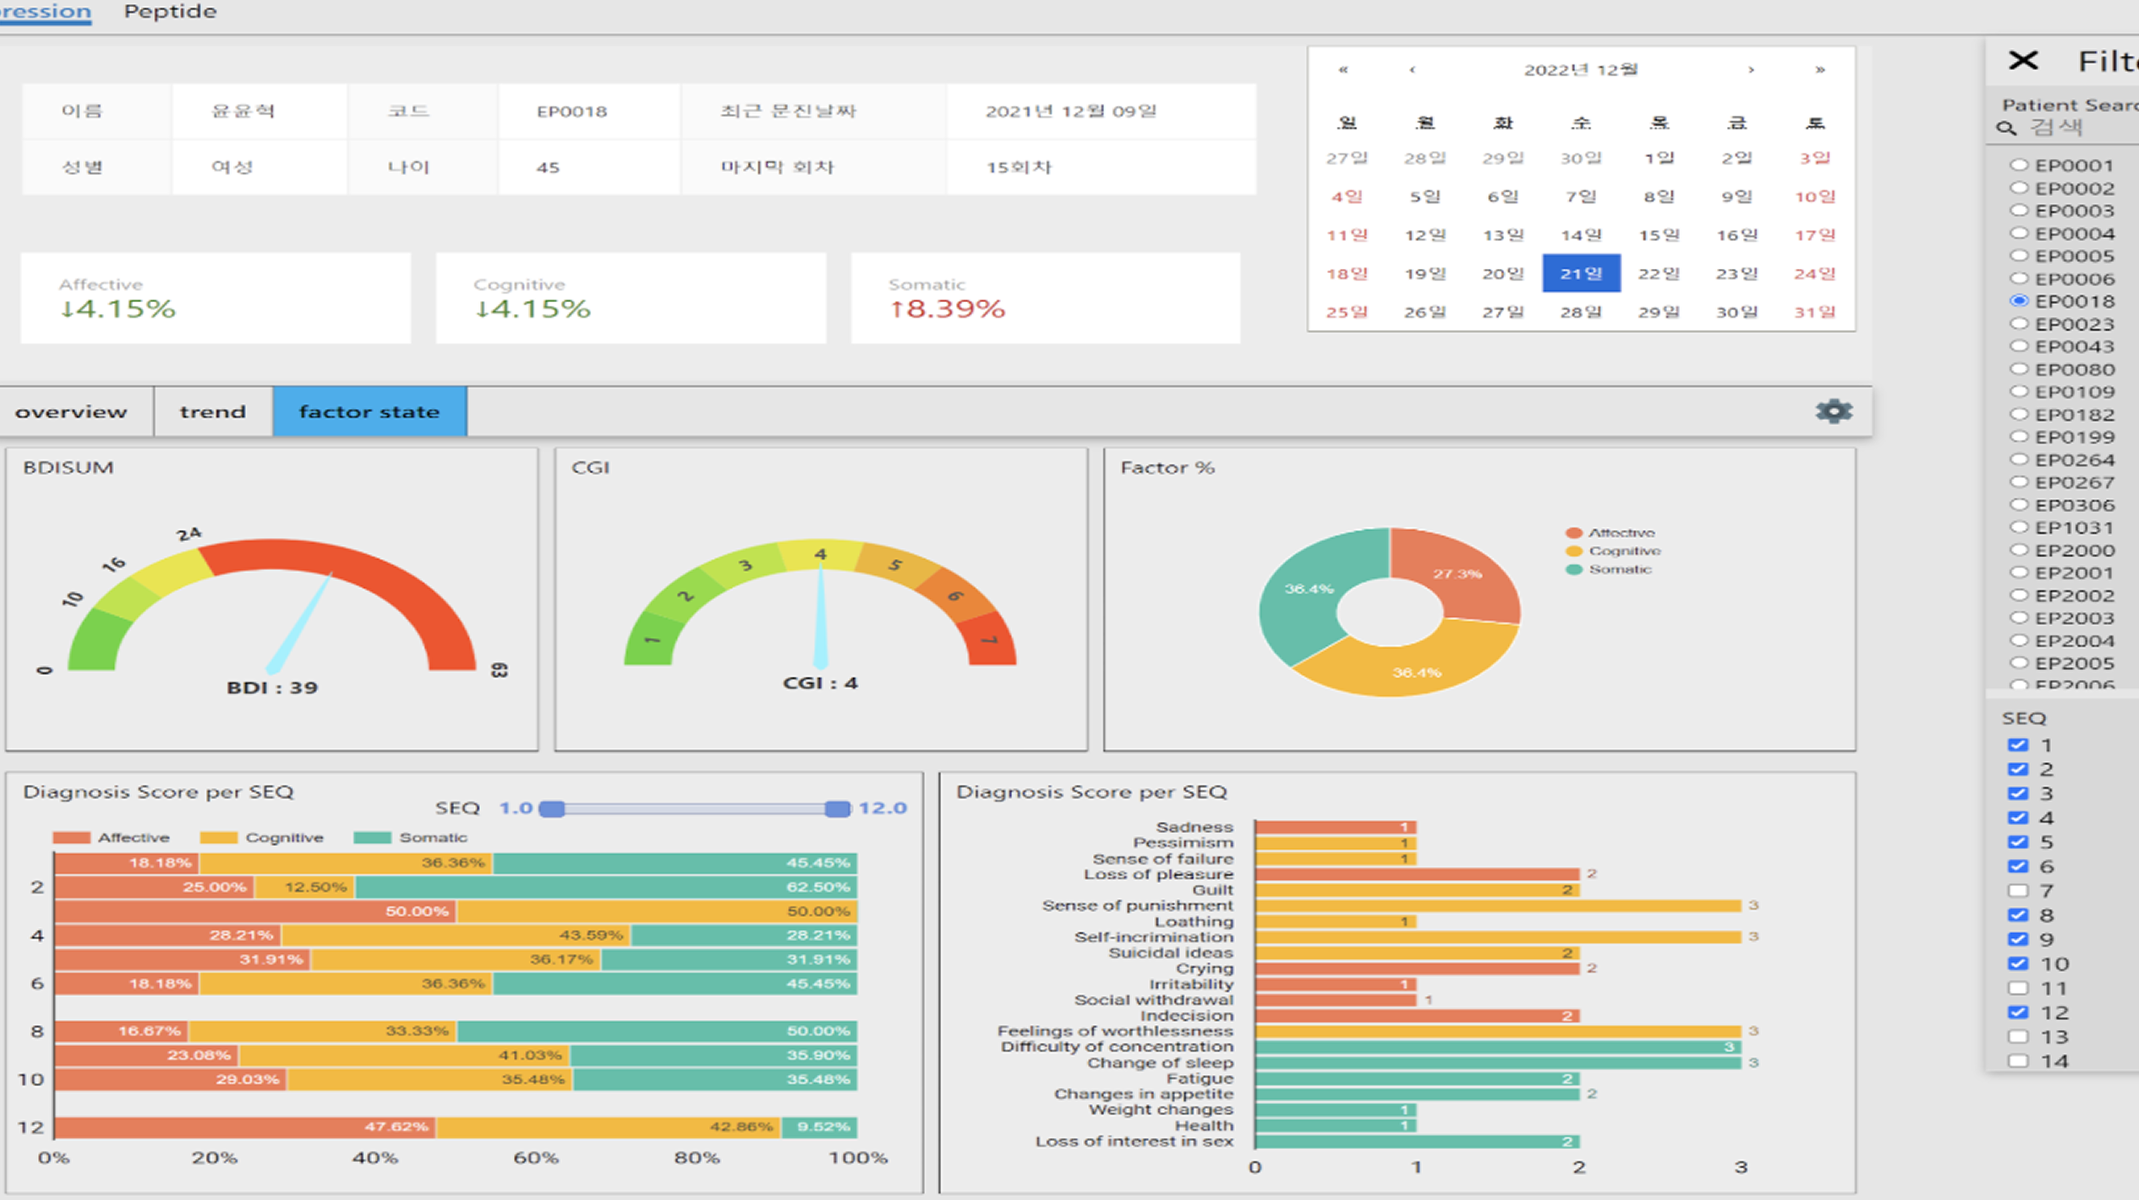 ression Peptide
이름 윤윤혁 코드 EP0018 최근 문진날짜 2021년 12월 09일
성별 여성 나이 45 마지막 회차 15회차
Affective
↓4.15%
Cognitive
↓4.15%
Somatic
↑8.39%
« ‹ 2022년 12월 › »
일 월 화 수 목 금 토
27일 28일 29일 30일 1일 2일 3일
4일 5일 6일 7일 8일 9일 10일
11일 12일 13일 14일 15일 16일 17일
18일 19일 20일 21일 22일 23일 24일
25일 26일 27일 28일 29일 30일 31일
overview trend factor state
BDISUM
0 10 16 24 63
BDI : 39
CGI
1 2 3 4 5 6 7
CGI : 4
Factor %
27.3%
36.4%
36.4%
Affective
Cognitive
Somatic
Diagnosis Score per SEQ
SEQ 1.0 12.0
Affective Cognitive Somatic
18.18% 36.36% 45.45%
2 25.00% 12.50% 62.50%
50.00% 50.00%
4 28.21% 43.59% 28.21%
31.91% 36.17% 31.91%
6 18.18% 36.36% 45.45%
8 16.67% 33.33% 50.00%
23.08% 41.03% 35.90%
10 29.03% 35.48% 35.48%
12 47.62% 42.86% 9.52%
0% 20% 40% 60% 80% 100%
Diagnosis Score per SEQ
Sadness 1
Pessimism 1
Sense of failure 1
Loss of pleasure 2
Guilt 2
Sense of punishment 3
Loathing 1
Self-incrimination 3
Suicidal ideas 2
Crying 2
Irritability 1
Social withdrawal 1
Indecision 2
Feelings of worthlessness 3
Difficulty of concentration 3
Change of sleep 3
Fatigue 2
Changes in appetite 2
Weight changes 1
Health 1
Loss of interest in sex 2
0 1 2 3
Filt
Patient Sear
검색
EP0001
EP0002
EP0003
EP0004
EP0005
EP0006
EP0018
EP0023
EP0043
EP0080
EP0109
EP0182
EP0199
EP0264
EP0267
EP0306
EP1031
EP2000
EP2001
EP2002
EP2003
EP2004
EP2005
EP2006
SEQ
1
2
3
4
5
6
7
8
9
10
11
12
13
14